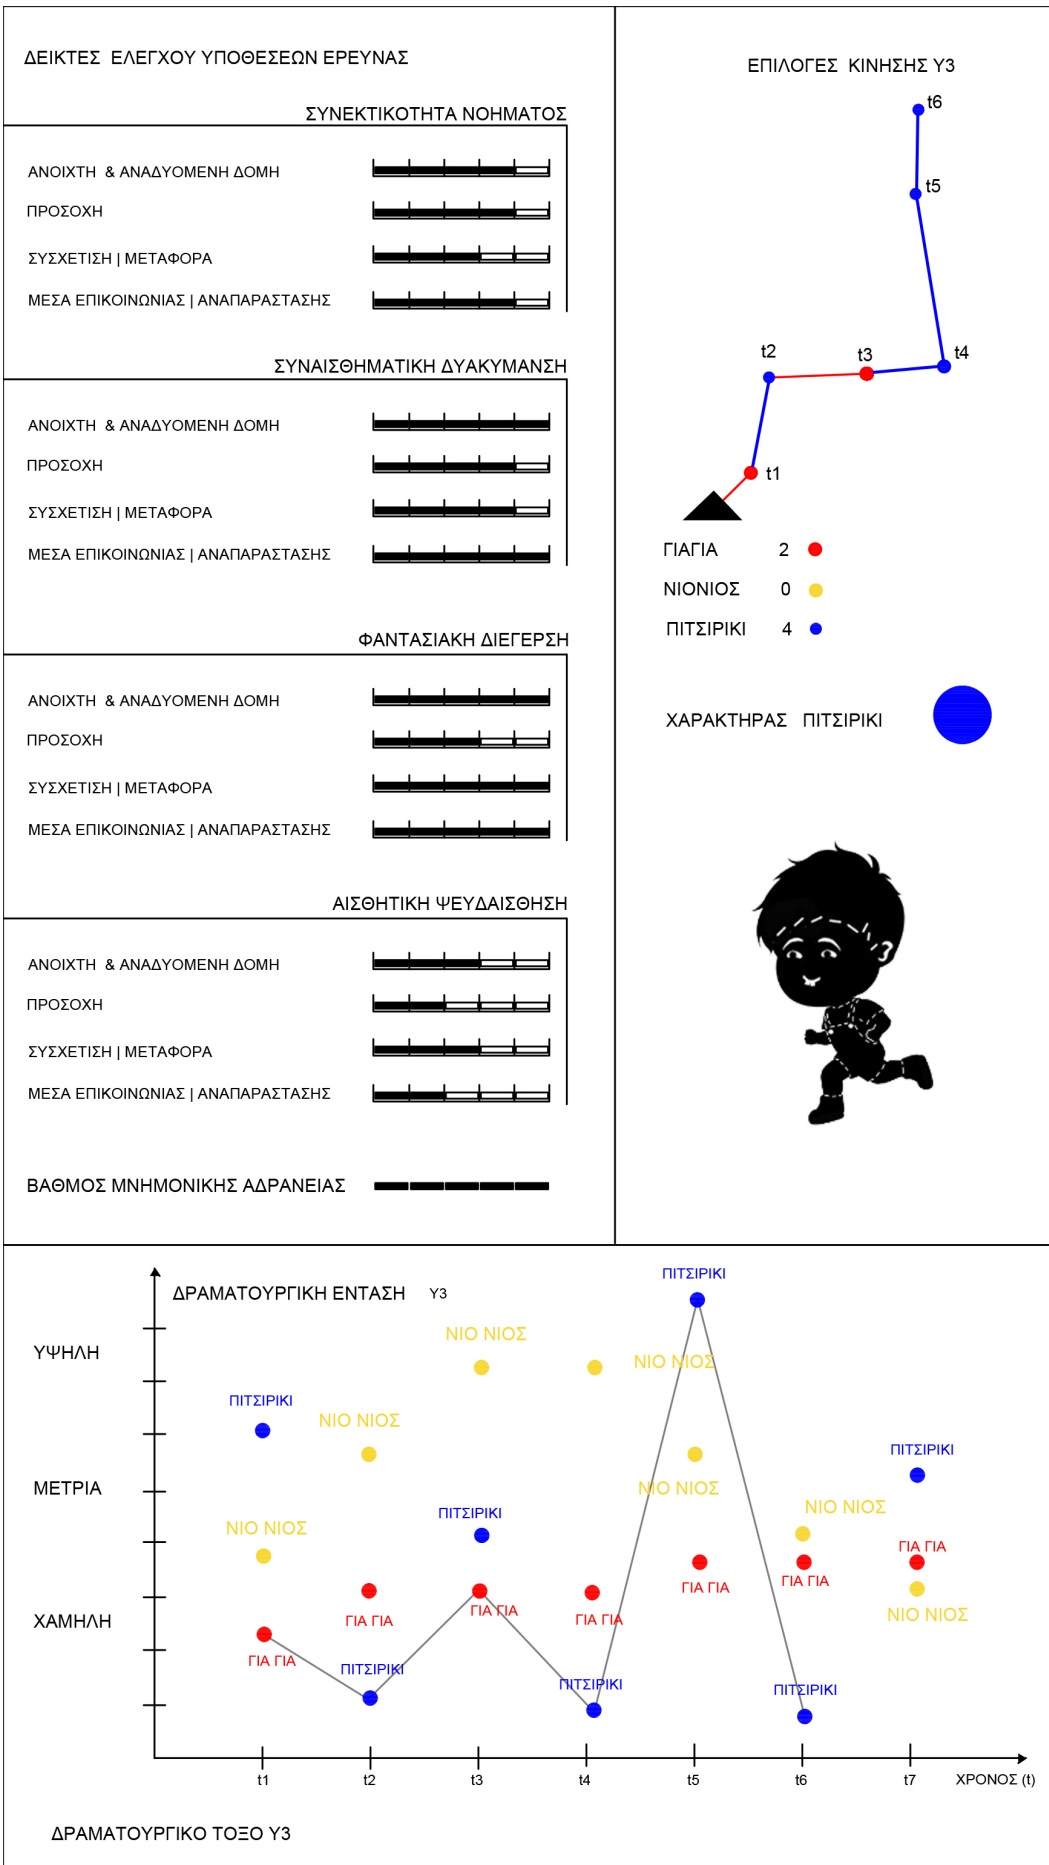 ΔΕΙΚΤΕΣ ΕΛΕΓΧΟΥ ΥΠΟΘΕΣΕΩΝ ΕΡΕΥΝΑΣ
ΣΥΝΕΚΤΙΚΟΤΗΤΑ ΝΟΗΜΑΤΟΣ
ΑΝΟΙΧΤΗ & ΑΝΑΔΥΟΜΕΝΗ ΔΟΜΗ
ΠΡΟΣΟΧΗ
ΣΥΣΧΕΤΙΣΗ | ΜΕΤΑΦΟΡΑ
ΜΕΣΑ ΕΠΙΚΟΙΝΩΝΙΑΣ | ΑΝΑΠΑΡΑΣΤΑΣΗΣ
ΣΥΝΑΙΣΘΗΜΑΤΙΚΗ ΔΥΑΚΥΜΑΝΣΗ
ΑΝΟΙΧΤΗ & ΑΝΑΔΥΟΜΕΝΗ ΔΟΜΗ
ΠΡΟΣΟΧΗ
ΣΥΣΧΕΤΙΣΗ | ΜΕΤΑΦΟΡΑ
ΜΕΣΑ ΕΠΙΚΟΙΝΩΝΙΑΣ | ΑΝΑΠΑΡΑΣΤΑΣΗΣ
ΦΑΝΤΑΣΙΑΚΗ ΔΙΕΓΕΡΣΗ
ΑΝΟΙΧΤΗ & ΑΝΑΔΥΟΜΕΝΗ ΔΟΜΗ
ΠΡΟΣΟΧΗ
ΣΥΣΧΕΤΙΣΗ | ΜΕΤΑΦΟΡΑ
ΜΕΣΑ ΕΠΙΚΟΙΝΩΝΙΑΣ | ΑΝΑΠΑΡΑΣΤΑΣΗΣ
ΑΙΣΘΗΤΙΚΗ ΨΕΥΔΑΙΣΘΗΣΗ
ΑΝΟΙΧΤΗ & ΑΝΑΔΥΟΜΕΝΗ ΔΟΜΗ
ΠΡΟΣΟΧΗ
ΣΥΣΧΕΤΙΣΗ | ΜΕΤΑΦΟΡΑ
ΜΕΣΑ ΕΠΙΚΟΙΝΩΝΙΑΣ | ΑΝΑΠΑΡΑΣΤΑΣΗΣ
ΒΑΘΜΟΣ ΜΝΗΜΟΝΙΚΗΣ ΑΔΡΑΝΕΙΑΣ
ΕΠΙΛΟΓΕΣ ΚΙΝΗΣΗΣ Υ3
t6
t5
t2
t3
t4
t1
ΓΙΑΓΙΑ 2
ΝΙΟΝΙΟΣ 0
ΠΙΤΣΙΡΙΚΙ 4
ΧΑΡΑΚΤΗΡΑΣ ΠΙΤΣΙΡΙΚΙ
ΔΡΑΜΑΤΟΥΡΓΙΚΗ ΕΝΤΑΣΗ Υ3
ΠΙΤΣΙΡΙΚΙ
ΥΨΗΛΗ
ΝΙΟ ΝΙΟΣ
ΝΙΟ ΝΙΟΣ
ΠΙΤΣΙΡΙΚΙ
ΝΙΟ ΝΙΟΣ
ΠΙΤΣΙΡΙΚΙ
ΜΕΤΡΙΑ
ΝΙΟ ΝΙΟΣ
ΝΙΟ ΝΙΟΣ
ΠΙΤΣΙΡΙΚΙ
ΝΙΟ ΝΙΟΣ
ΓΙΑ ΓΙΑ
ΓΙΑ ΓΙΑ
ΓΙΑ ΓΙΑ
ΓΙΑ ΓΙΑ
ΝΙΟ ΝΙΟΣ
ΧΑΜΗΛΗ
ΓΙΑ ΓΙΑ
ΓΙΑ ΓΙΑ
ΓΙΑ ΓΙΑ
ΠΙΤΣΙΡΙΚΙ
ΠΙΤΣΙΡΙΚΙ
ΠΙΤΣΙΡΙΚΙ
t1 t2 t3 t4 t5 t6 t7 ΧΡΟΝΟΣ (t)
ΔΡΑΜΑΤΟΥΡΓΙΚΟ ΤΟΞΟ Υ3